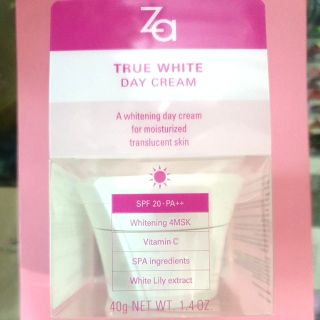 Za
TRUE WHITE
DAY CREAM
A whitening day cream
for moisturized
translucent skin
SPF 20·PA++
Whitening 4MSK
Vitamin C
SPA ingredients
White Lily extract
40g NET WT. 1.4 OZ.